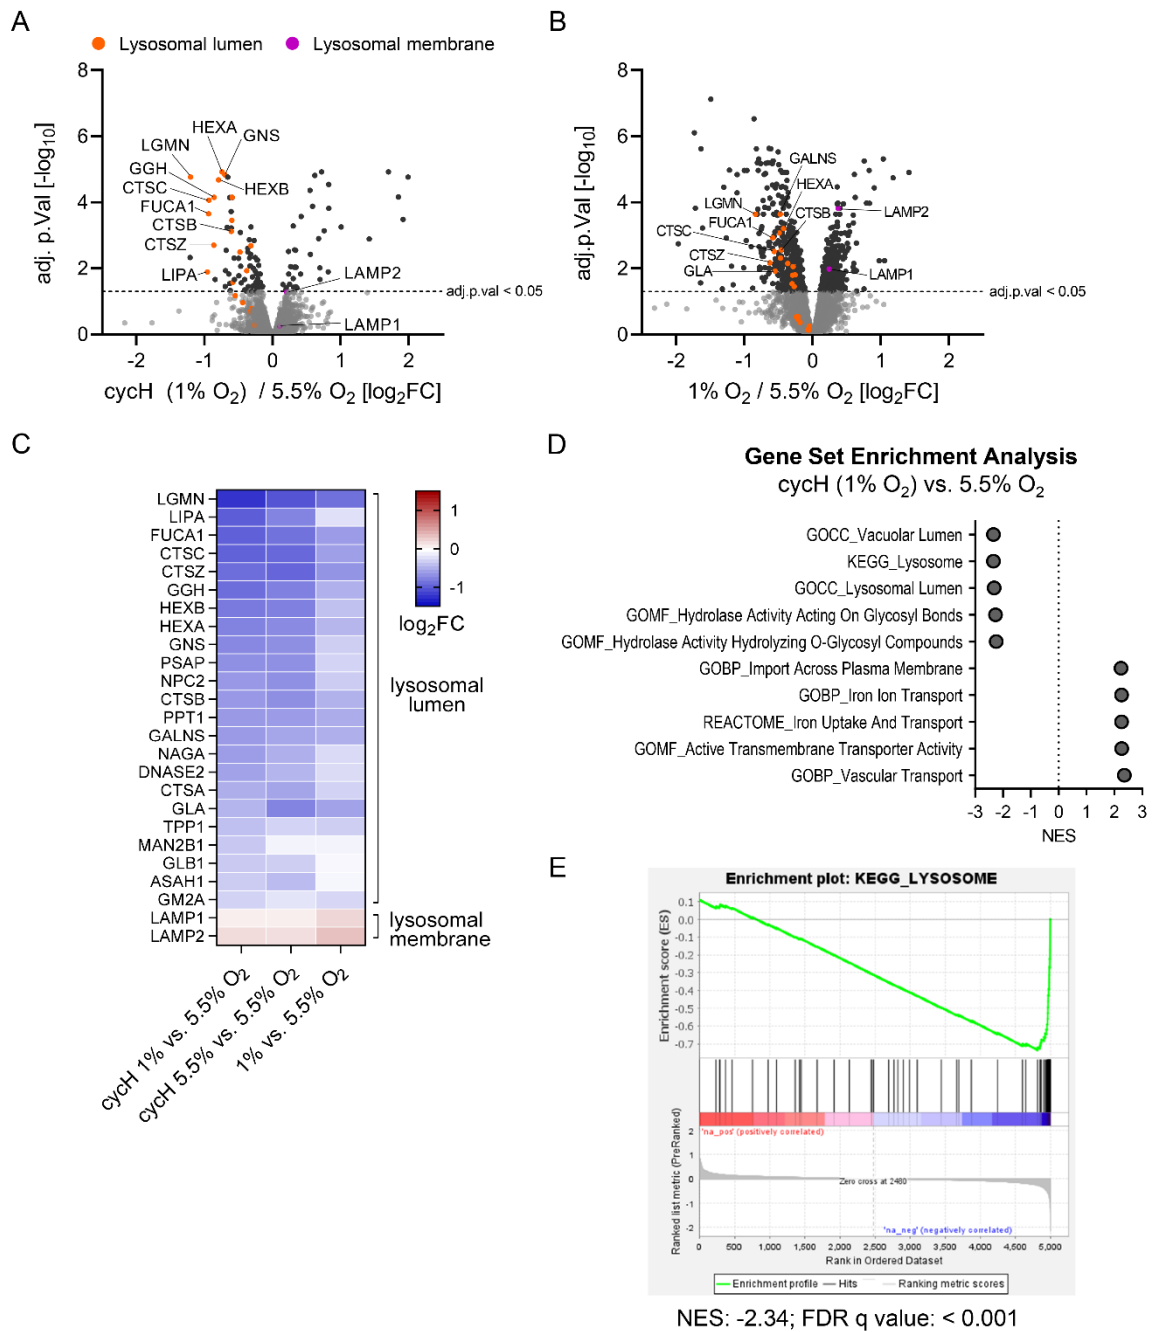 A
B
Lysosomal lumen
Lysosomal membrane
8
6
4
2
0
-2
-1
0
1
2
adj. p.Val [-log10]
HEXA
GNS
LGMN
GGH
HEXB
CTSC
FUCA1
CTSB
CTSZ
LIPA
LAMP2
LAMP1
adj.p.val < 0.05
cycH (1% O2) / 5.5% O2 [log2FC]
8
6
4
2
0
-2
-1
0
1
2
adj.p.Val [-log10]
GALNS
HEXA
LGMN
CTSB
FUCA1
CTSC
CTSZ
GLA
LAMP2
LAMP1
adj.p.val < 0.05
1% O2 / 5.5% O2 [log2FC]
C
LGMN
LIPA
FUCA1
CTSC
CTSZ
GGH
HEXB
HEXA
GNS
PSAP
NPC2
CTSB
PPT1
GALNS
NAGA
DNASE2
CTSA
GLA
TPP1
MAN2B1
GLB1
ASAH1
GM2A
LAMP1
LAMP2
1
0
-1
log2FC
lysosomal
lumen
lysosomal
membrane
cycH 1% vs. 5.5% O2
cycH 5.5% vs. 5.5% O2
1% vs. 5.5% O2
D
Gene Set Enrichment Analysis
cycH (1% O2) vs. 5.5% O2
GOCC_Vacuolar Lumen
KEGG_Lysosome
GOCC_Lysosomal Lumen
GOMF_Hydrolase Activity Acting On Glycosyl Bonds
GOMF_Hydrolase Activity Hydrolyzing O-Glycosyl Compounds
GOBP_Import Across Plasma Membrane
GOBP_Iron Ion Transport
REACTOME_Iron Uptake And Transport
GOMF_Active Transmembrane Transporter Activity
GOBP_Vascular Transport
-3 -2 -1 0 1 2 3
NES
E
Enrichment plot: KEGG_LYSOSOME
Enrichment score (ES)
0.1
0.0
-0.1
-0.2
-0.3
-0.4
-0.5
-0.6
-0.7
'na_pos' (positively correlated)
Ranked list metric (PreRanked)
2
1
0
-1
-2
Zero cross at 2480
'na_neg' (negatively correlated)
0 500 1,000 1,500 2,000 2,500 3,000 3,500 4,000 4,500 5,000
Rank in Ordered Dataset
Enrichment profile Hits Ranking metric scores
NES: -2.34; FDR q value: < 0.001